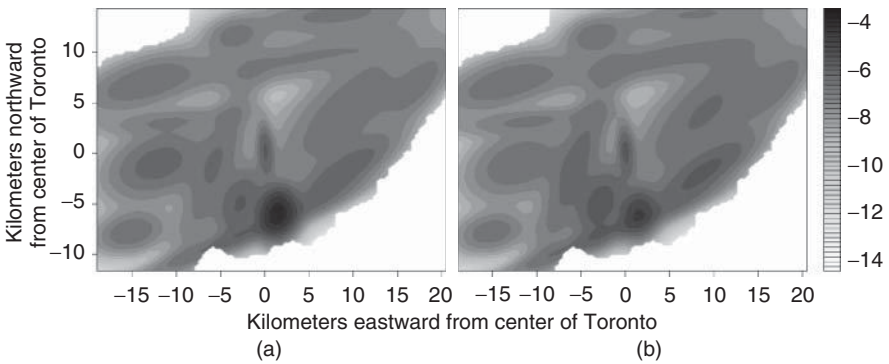 Kilometers northward
from center of Toronto
10
5
0
−5
−10
−15 −10 −5 0 5 10 15 20
−15 −10 −5 0 5 10 15 20
−4
−6
−8
−10
−12
−14
Kilometers eastward from center of Toronto
(a)
(b)